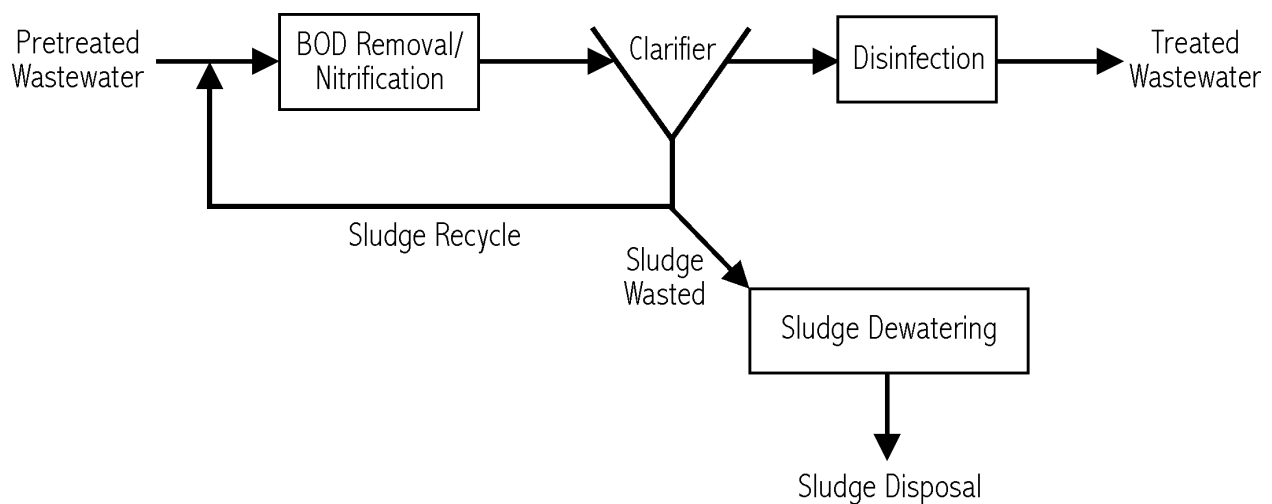 Pretreated
Wastewater
BOD Removal/
Nitrification
Clarifier
Disinfection
Treated
Wastewater
Sludge Recycle
Sludge
Wasted
Sludge Dewatering
Sludge Disposal